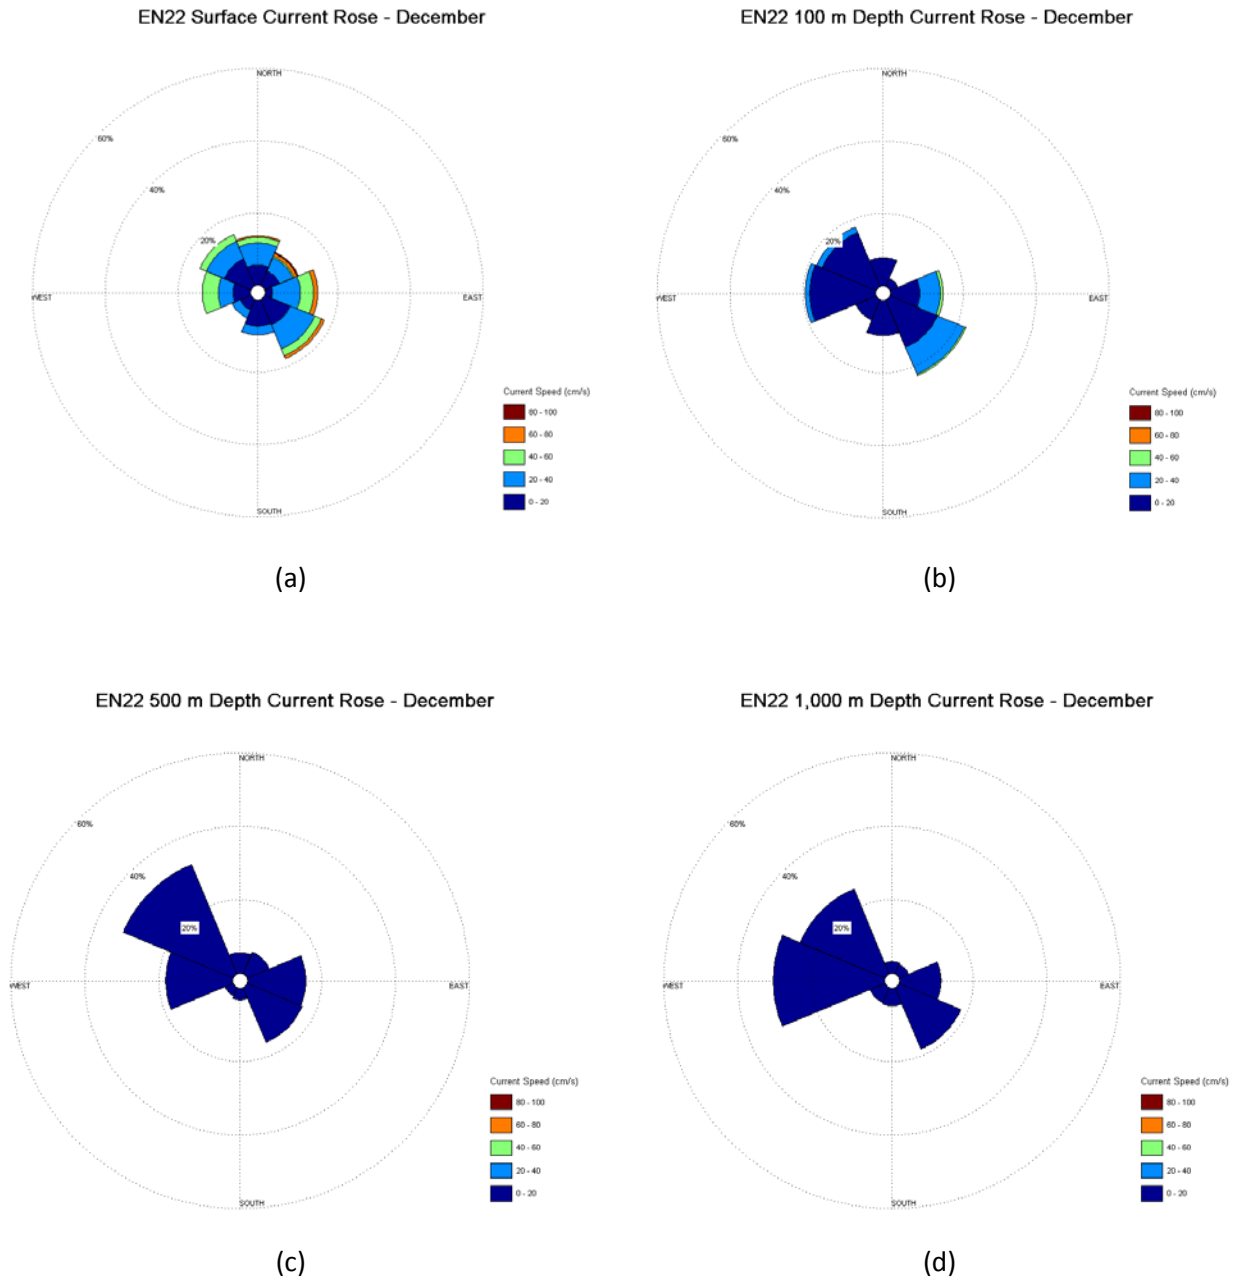 EN22 Surface Current Rose - December
NORTH
60%
40%
20%
WEST
EAST
SOUTH
Current Speed (cm/s)
80 - 100
60 - 80
40 - 60
20 - 40
0 - 20
(a)
EN22 100 m Depth Current Rose - December
NORTH
60%
40%
20%
WEST
EAST
SOUTH
Current Speed (cm/s)
80 - 100
60 - 80
40 - 60
20 - 40
0 - 20
(b)
EN22 500 m Depth Current Rose - December
NORTH
60%
40%
20%
WEST
EAST
SOUTH
Current Speed (cm/s)
80 - 100
60 - 80
40 - 60
20 - 40
0 - 20
(c)
EN22 1,000 m Depth Current Rose - December
NORTH
60%
40%
20%
WEST
EAST
SOUTH
Current Speed (cm/s)
80 - 100
60 - 80
40 - 60
20 - 40
0 - 20
(d)